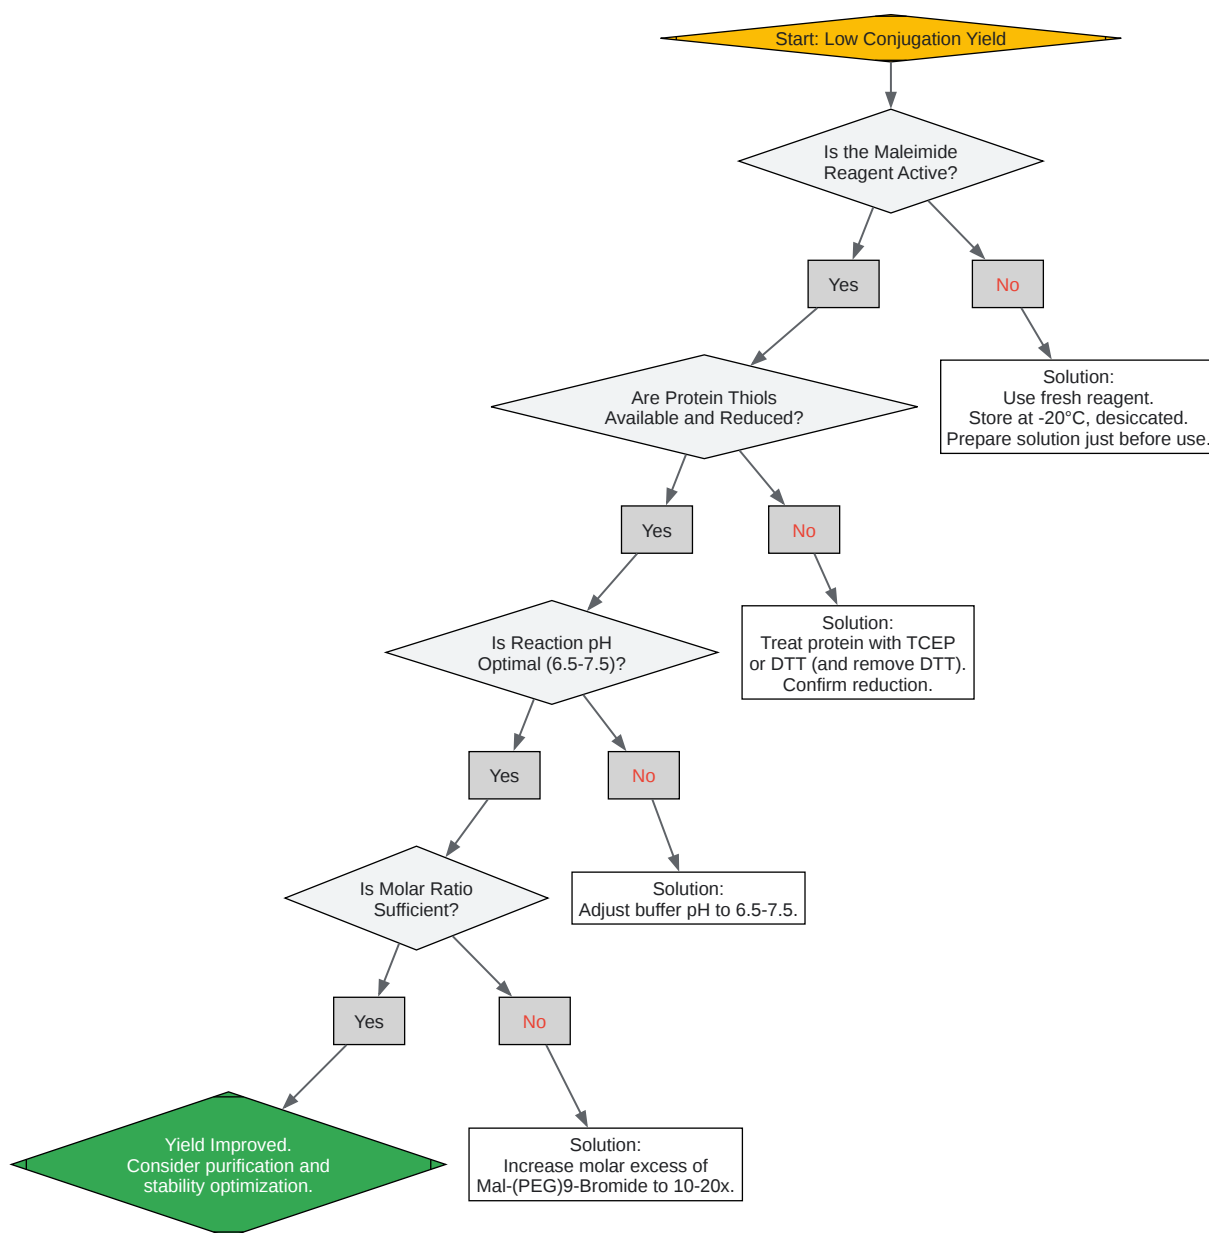 Start: Low Conjugation Yield
Is the Maleimide
Reagent Active?
Yes
No
Solution:
Use fresh reagent.
Store at -20°C, desiccated.
Prepare solution just before use.
Are Protein Thiols
Available and Reduced?
Yes
No
Solution:
Treat protein with TCEP
or DTT (and remove DTT).
Confirm reduction.
Is Reaction pH
Optimal (6.5-7.5)?
Yes
No
Solution:
Adjust buffer pH to 6.5-7.5.
Is Molar Ratio
Sufficient?
Yes
No
Solution:
Increase molar excess of
Mal-(PEG)9-Bromide to 10-20x.
Yield Improved.
Consider purification and
stability optimization.